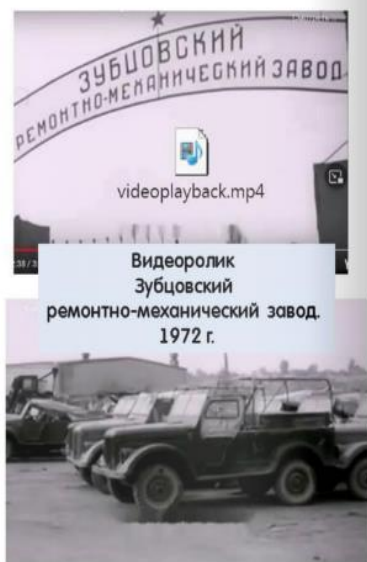 ЗУБЦОВСКИЙ
РЕМОНТНО-МЕХАНИЧЕСКИЙ ЗАВОД
videoplayback.mp4
Видеоролик
Зубцовский
ремонтно-механический завод.
1972 г.